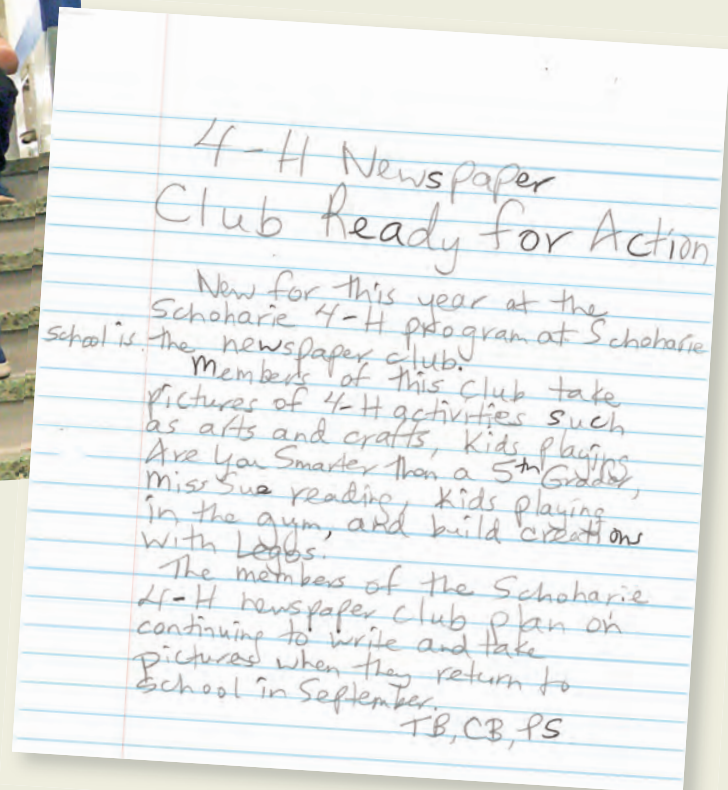 4-H Newspaper
Club Ready for Action
New for this year at the
Schoharie 4-H program at Schoharie
school is the newspaper club.
Members of this club take
pictures of 4-H activities such
as arts and crafts, kids playing
Are You Smarter than a 5th Grader,
Miss Sue reading, kids playing
in the gym, and build creations
with Legos.
The members of the Schoharie
4-H newspaper club plan on
continuing to write and take
pictures when they return to
school in September.
TB, CB, PS